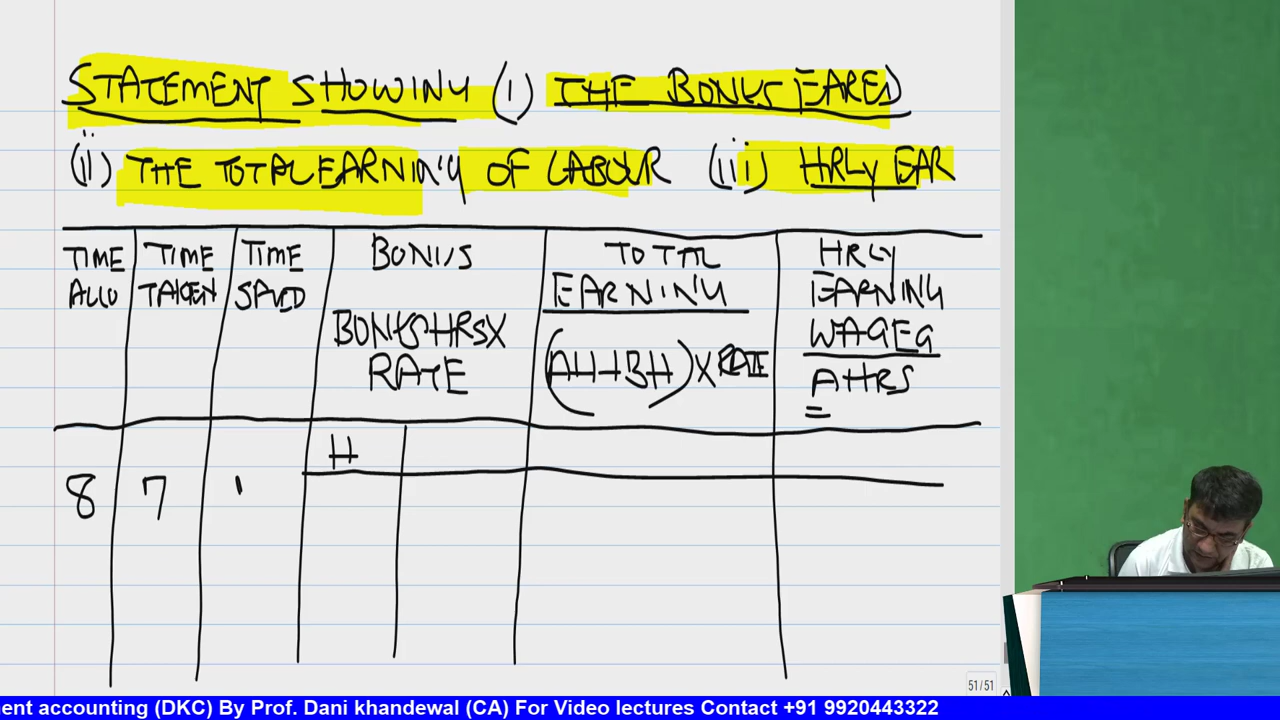 STATEMENT SHOWING (i) THE BONUS EARED
(ii) THE TOTAL EARNING OF LABOUR (iii) HRLY EAR
TIME ALLO
TIME TAKEN
TIME SAVED
BONUS
BONUS HRS X
RATE
TOTAL
EARNING
(AH+BH) X RATE
HRLY
EARNING
WAGES
A HRS
H
8 7 1
51/51
ent accounting (DKC) By Prof. Dani khandewal (CA) For Video lectures Contact +91 9920443322